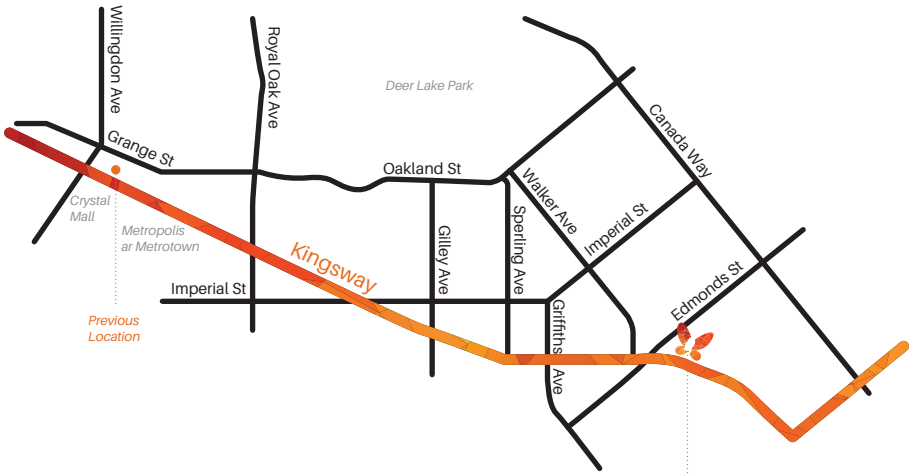 Willingdon Ave
Royal Oak Ave
Deer Lake Park
Canada Way
Grange St
Oakland St
Walker Ave
Crystal
Mall
Metropolis
ar Metrotown
Sperling Ave
Imperial St
Gilley Ave
Kingsway
Edmonds St
Imperial St
Griffiths Ave
Previous
Location